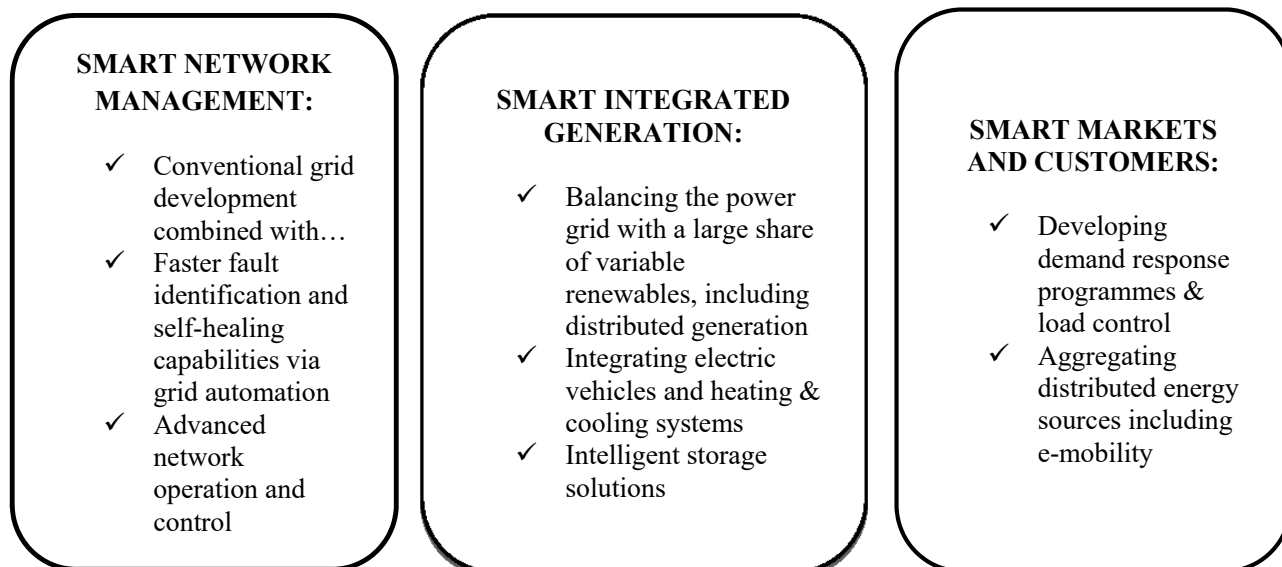 SMART NETWORK
MANAGEMENT:
✓ Conventional grid
development
combined with…
✓ Faster fault
identification and
self-healing
capabilities via
grid automation
✓ Advanced
network
operation and
control
SMART INTEGRATED
GENERATION:
✓ Balancing the power
grid with a large share
of variable
renewables, including
distributed generation
✓ Integrating electric
vehicles and heating &
cooling systems
✓ Intelligent storage
solutions
SMART MARKETS
AND CUSTOMERS:
✓ Developing
demand response
programmes &
load control
✓ Aggregating
distributed energy
sources including
e-mobility